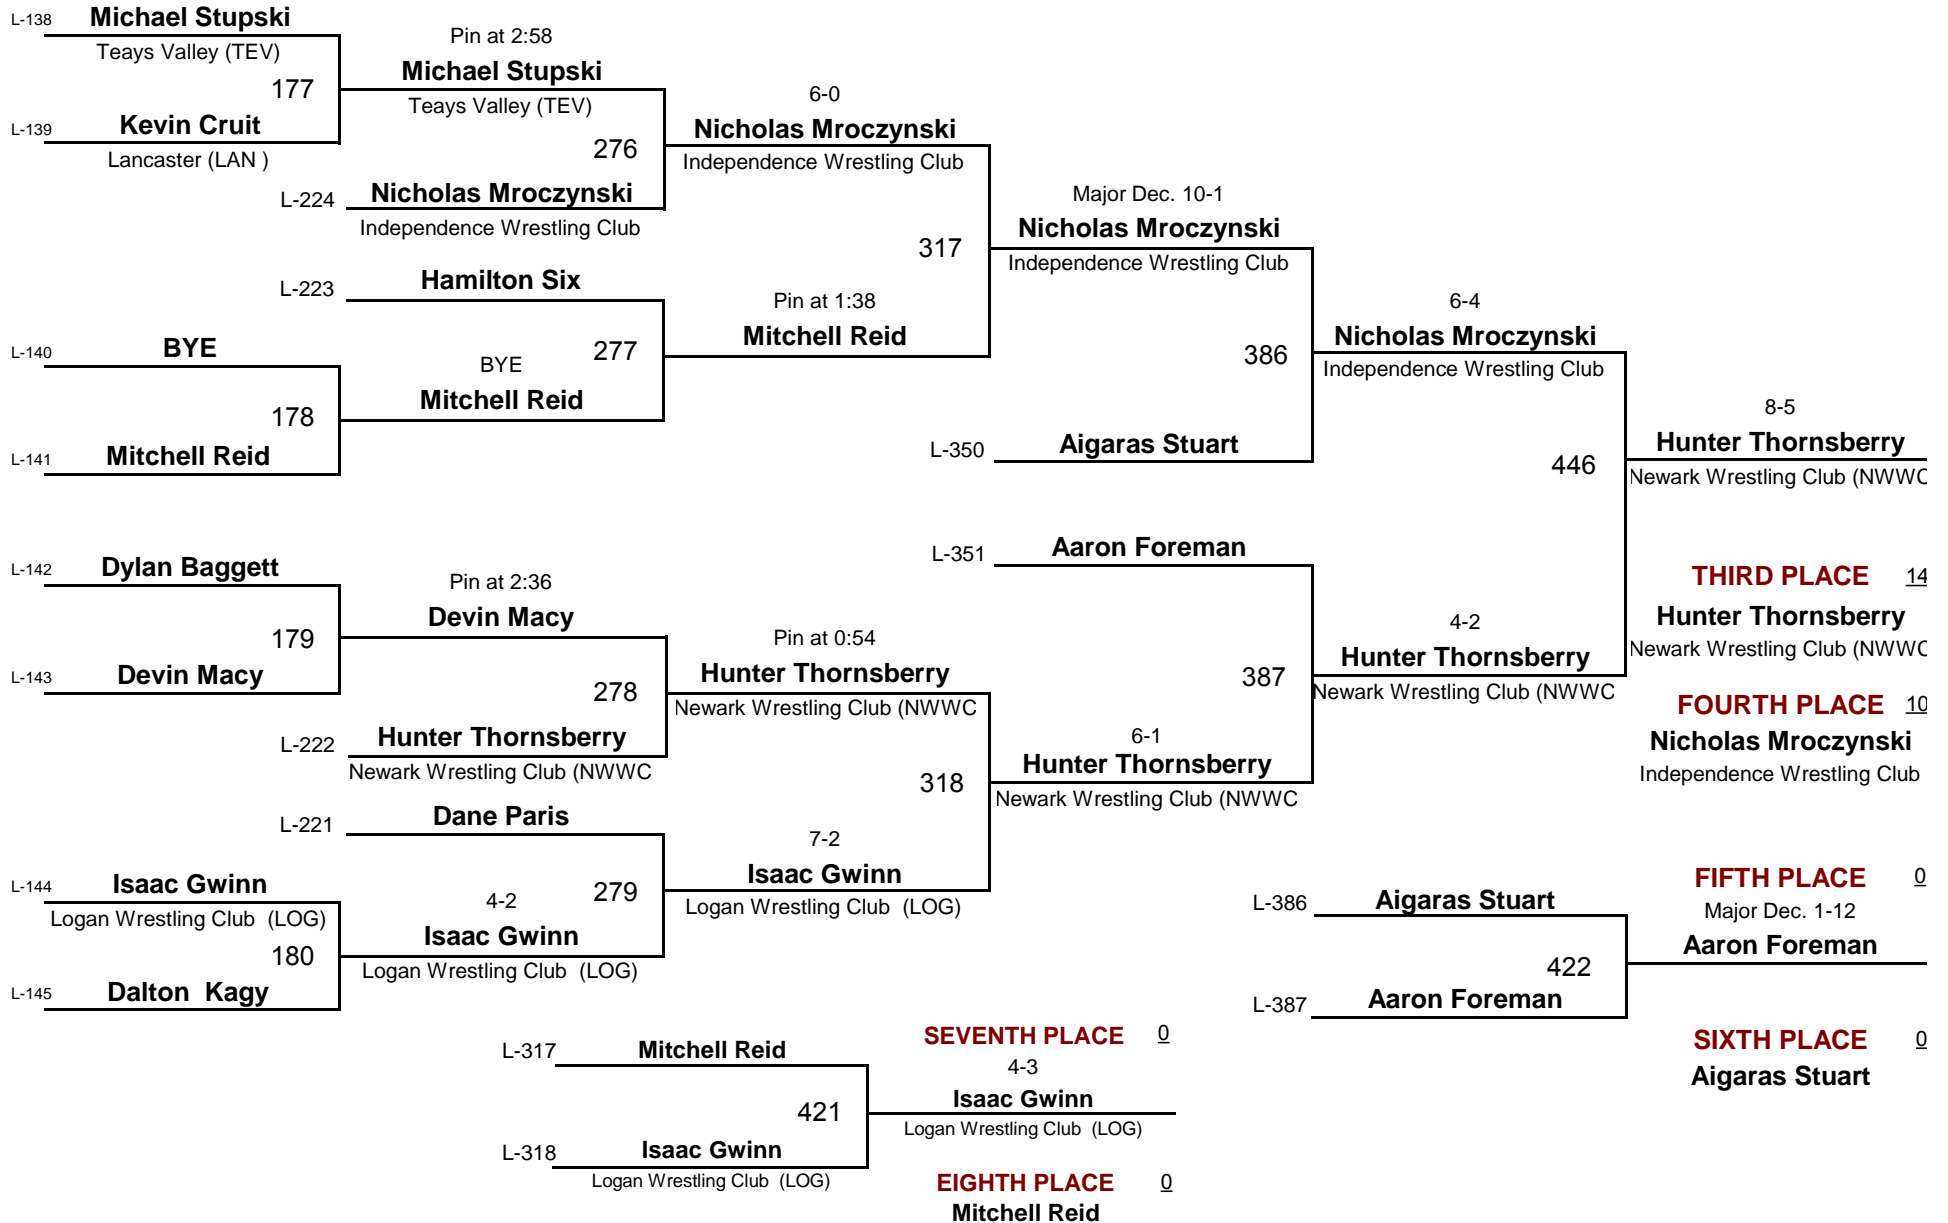 L-138 Michael Stupski
Teays Valley (TEV)
177
L-139 Kevin Cruit
Lancaster (LAN )
Pin at 2:58
Michael Stupski
Teays Valley (TEV)
276
L-224 Nicholas Mroczynski
Independence Wrestling Club
6-0
Nicholas Mroczynski
Independence Wrestling Club
317
L-223 Hamilton Six
277
L-140 BYE
178
L-141 Mitchell Reid
BYE
Mitchell Reid
Pin at 1:38
Mitchell Reid
Major Dec. 10-1
Nicholas Mroczynski
Independence Wrestling Club
386
L-350 Aigaras Stuart
6-4
Nicholas Mroczynski
Independence Wrestling Club
446
8-5
Hunter Thornsberry
Newark Wrestling Club (NWWC
L-142 Dylan Baggett
179
L-143 Devin Macy
Pin at 2:36
Devin Macy
278
L-222 Hunter Thornsberry
Newark Wrestling Club (NWWC
Pin at 0:54
Hunter Thornsberry
Newark Wrestling Club (NWWC
318
L-221 Dane Paris
279
L-144 Isaac Gwinn
Logan Wrestling Club (LOG)
180
L-145 Dalton Kagy
4-2
Isaac Gwinn
Logan Wrestling Club (LOG)
7-2
Isaac Gwinn
Logan Wrestling Club (LOG)
L-351 Aaron Foreman
387
6-1
Hunter Thornsberry
Newark Wrestling Club (NWWC
4-2
Hunter Thornsberry
Newark Wrestling Club (NWWC
THIRD PLACE 14
Hunter Thornsberry
Newark Wrestling Club (NWWC
FOURTH PLACE 10
Nicholas Mroczynski
Independence Wrestling Club
L-386 Aigaras Stuart
422
L-387 Aaron Foreman
FIFTH PLACE 0
Major Dec. 1-12
Aaron Foreman
SIXTH PLACE 0
Aigaras Stuart
L-317 Mitchell Reid
421
L-318 Isaac Gwinn
Logan Wrestling Club (LOG)
SEVENTH PLACE 0
4-3
Isaac Gwinn
Logan Wrestling Club (LOG)
EIGHTH PLACE 0
Mitchell Reid